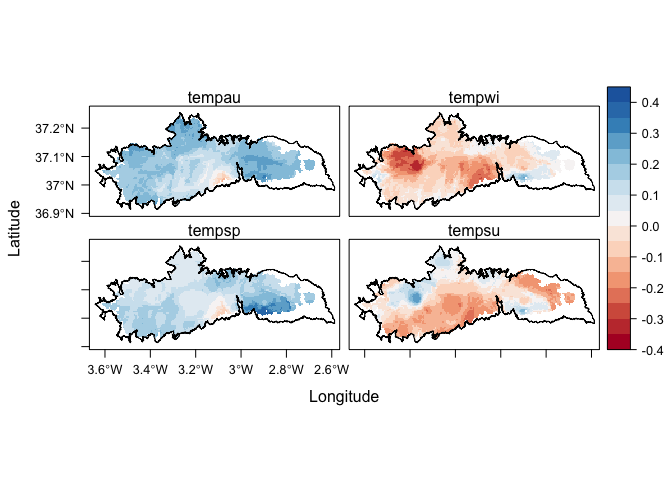 tempau
tempwi
37.2°N
37.1°N
37°N
36.9°N
Latitude
tempsp
tempsu
3.6°W 3.4°W 3.2°W 3°W 2.8°W 2.6°W
Longitude
0.4
0.3
0.2
0.1
0.0
-0.1
-0.2
-0.3
-0.4